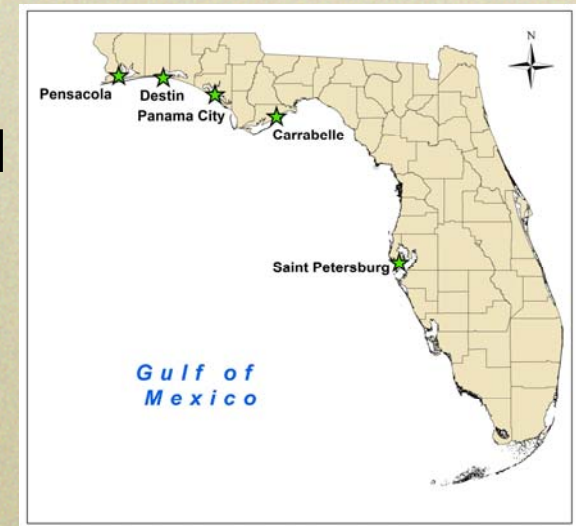 N
Pensacola
Destin
Panama City
Carrabelle
Saint Petersburg
Gulf of
Mexico